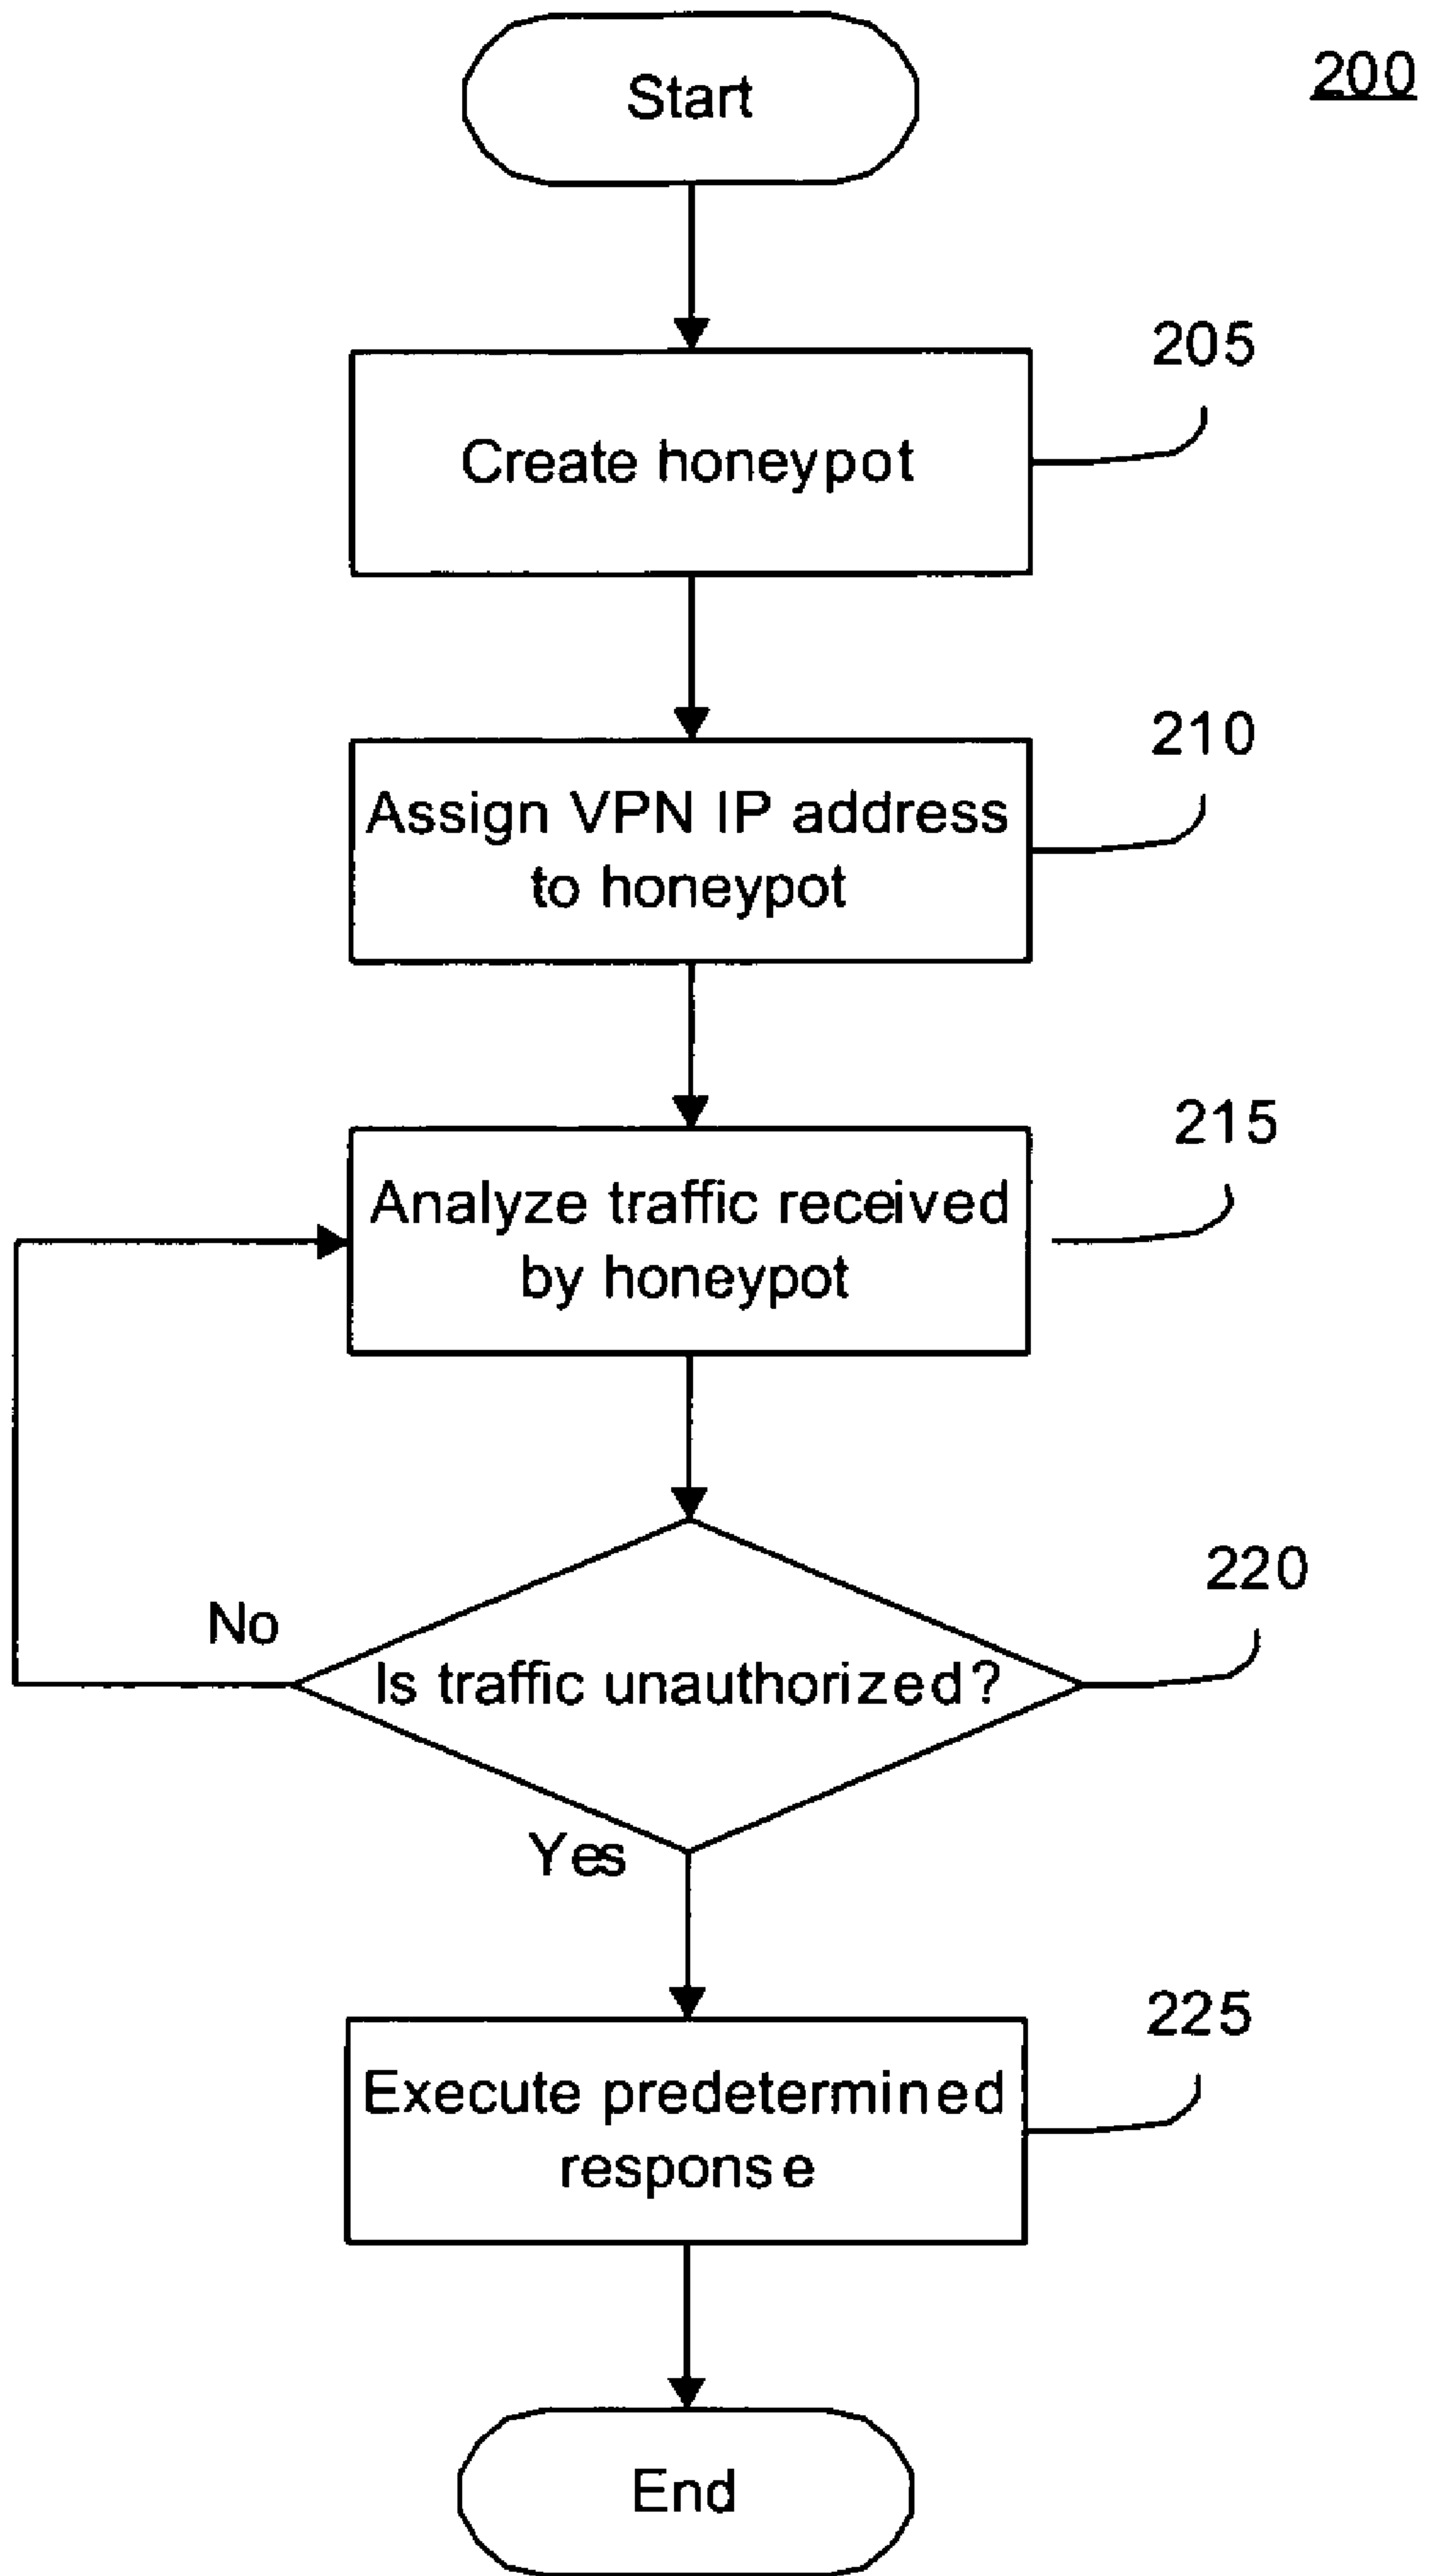 200
Start
205
Create honeypot
210
Assign VPN IP address
to honeypot
215
Analyze traffic received
by honeypot
220
No
Is traffic unauthorized?
Yes
225
Execute predetermined
response
End